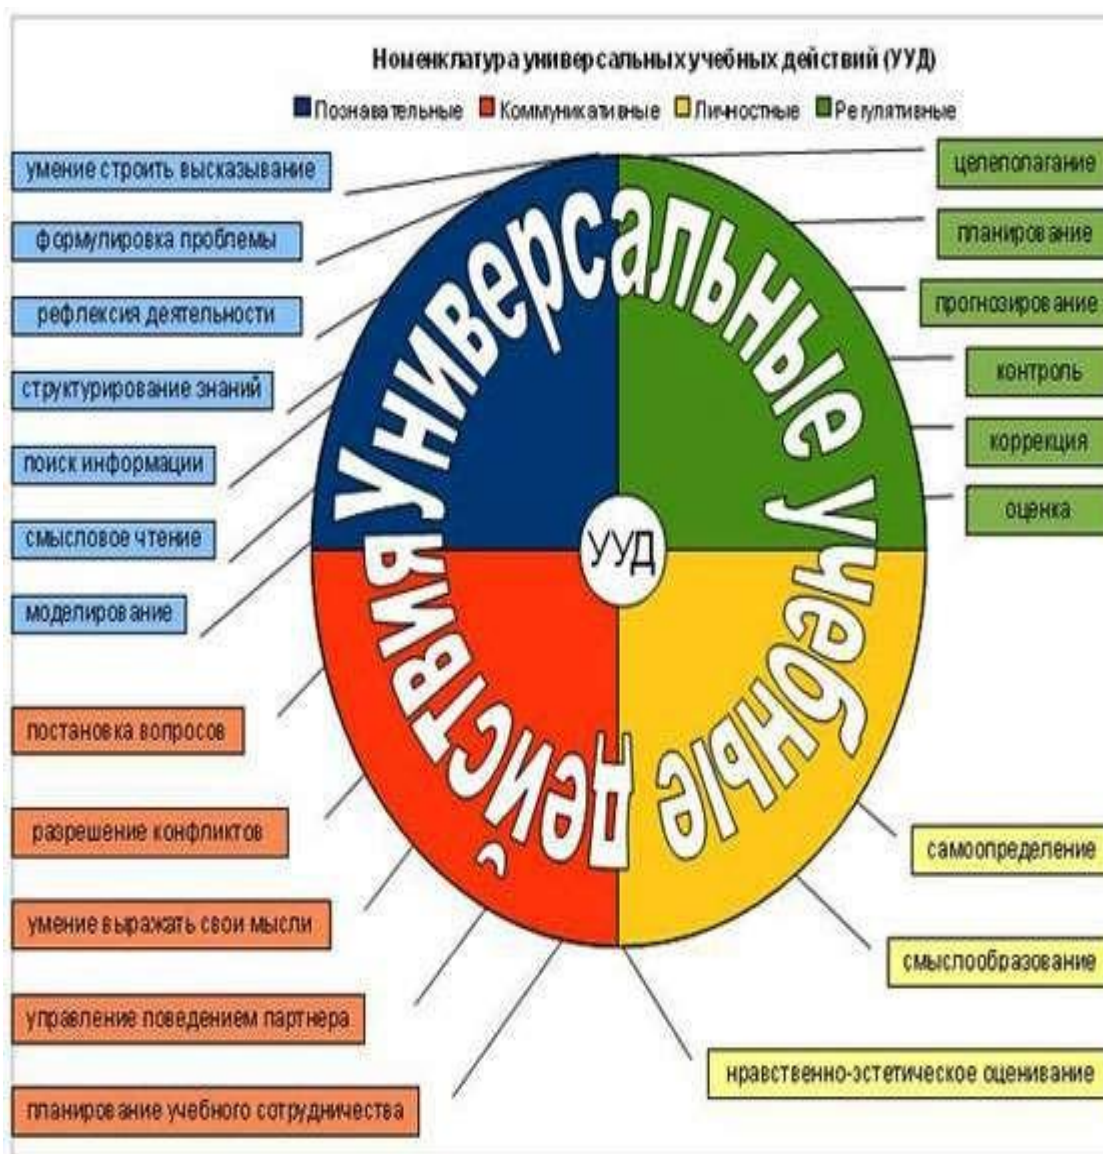 Номенклатура универсальных учебных действий (УУД)
Познавательные Коммуникативные Личностные Регулятивные
умение строить высказывание
формулировка проблемы
рефлексия деятельности
структурирование знаний
поиск информации
смысловое чтение
моделирование
постановка вопросов
разрешение конфликтов
умение выражать свои мысли
управление поведением партнера
планирование учебного сотрудничества
Универсальные учебные действия
УУД
целеполагание
планирование
прогнозирование
контроль
коррекция
оценка
самоопределение
смыслообразование
нравственно-эстетическое оценивание